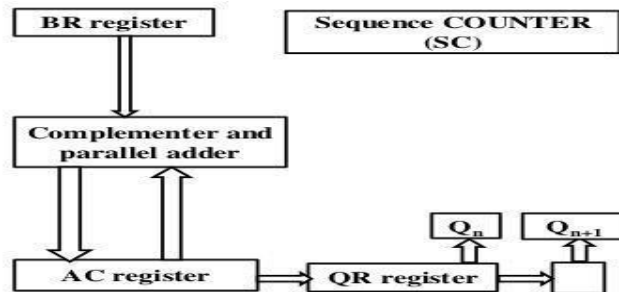 BR register
Sequence COUNTER
(SC)
Complementer and
parallel adder
Qn
Qn+1
AC register
QR register